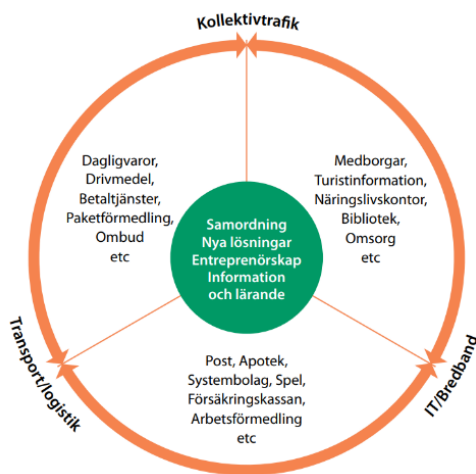 Kollektivtrafik
Dagligvaror,
Drivmedel,
Betaltjänster,
Paketförmedling,
Ombud
etc
Medborgar,
Turistinformation,
Näringslivskontor,
Bibliotek,
Omsorg
etc
Samordning
Nya lösningar
Entreprenörskap
Information
och lärande
Transport/logistik
IT/Bredband
Post, Apotek,
Systembolag, Spel,
Försäkringskassan,
Arbetsförmedling
etc